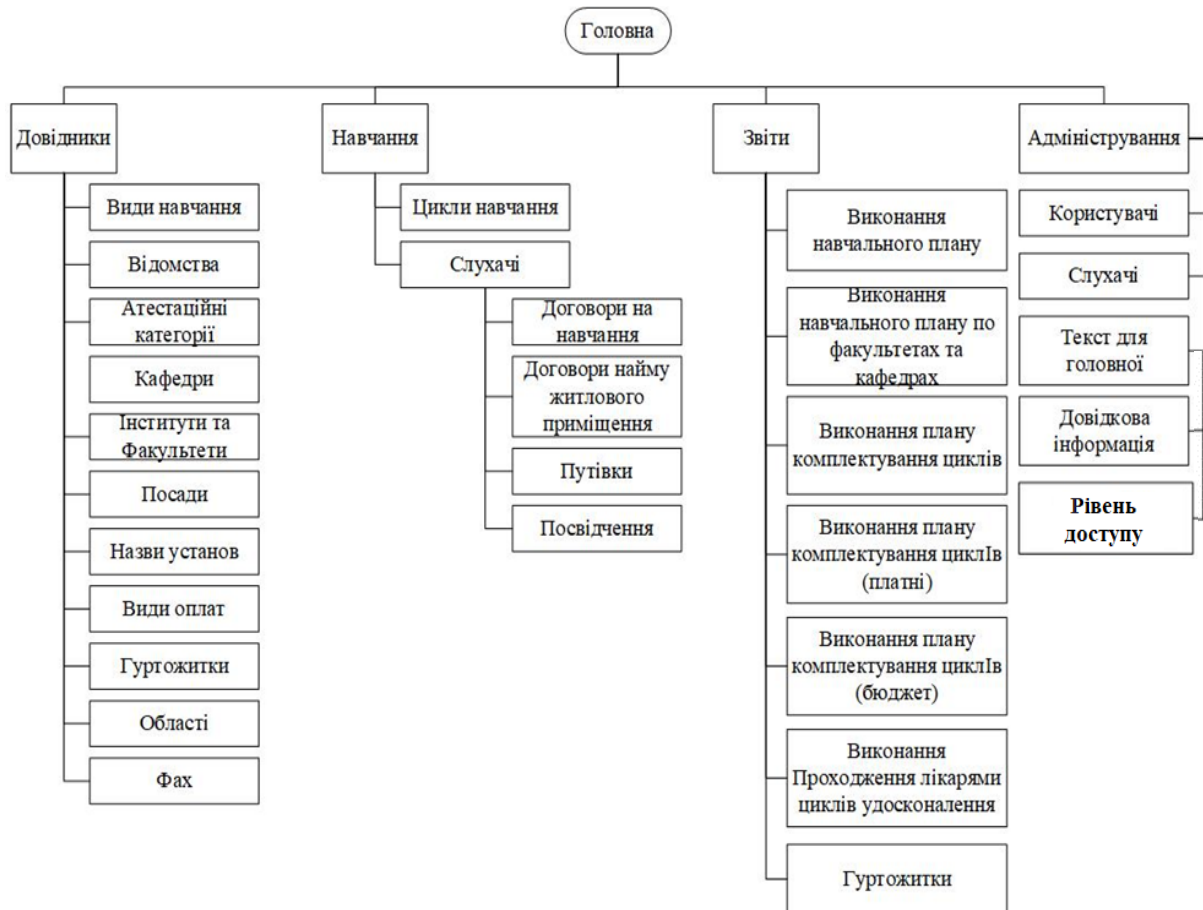 Головна
Довідники
Види навчання
Відомства
Атестаційні
категорії
Кафедри
Інститути та
Факультети
Посади
Назви установ
Види оплат
Гуртожитки
Області
Фах
Навчання
Цикли навчання
Слухачі
Договори на
навчання
Договори найму
житлового
приміщення
Путівки
Посвідчення
Звіти
Виконання
навчального плану
Виконання
навчального плану по
факультетах та
кафедрах
Виконання плану
комплектування циклів
Виконання плану
комплектування циклІв
(платні)
Виконання плану
комплектування циклІв
(бюджет)
Виконання
Проходження лікарями
циклів удосконалення
Гуртожитки
Адміністрування
Користувачі
Слухачі
Текст для
головної
Довідкова
інформація
Рівень
доступу